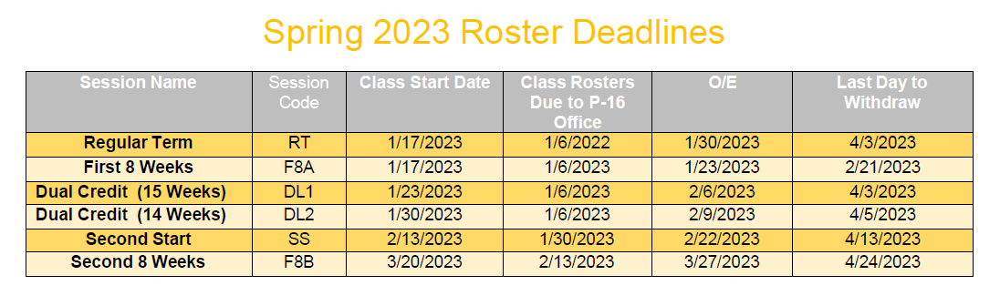 Spring 2023 Roster Deadlines
Session Name Session Code Class Start Date Class Rosters Due to P-16 Office O/E Last Day to Withdraw
Regular Term RT 1/17/2023 1/6/2022 1/30/2023 4/3/2023
First 8 Weeks F8A 1/17/2023 1/6/2023 1/23/2023 2/21/2023
Dual Credit (15 Weeks) DL1 1/23/2023 1/6/2023 2/6/2023 4/3/2023
Dual Credit (14 Weeks) DL2 1/30/2023 1/6/2023 2/9/2023 4/5/2023
Second Start SS 2/13/2023 1/30/2023 2/22/2023 4/13/2023
Second 8 Weeks F8B 3/20/2023 2/13/2023 3/27/2023 4/24/2023